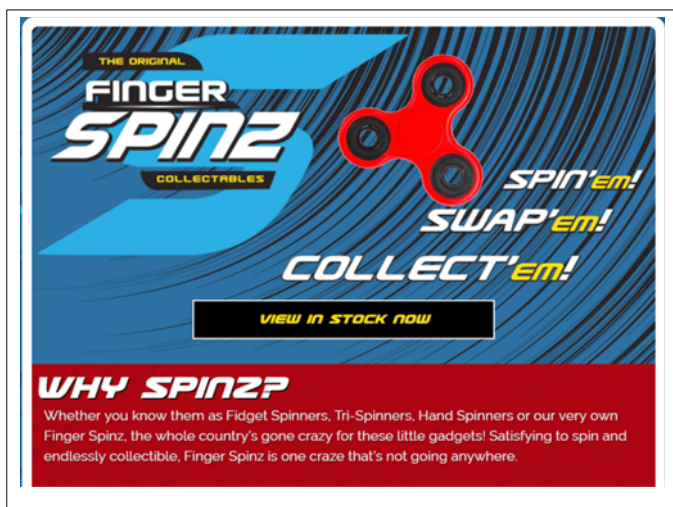 THE ORIGINAL
FINGER
SPINZ
COLLECTABLES
SPIN'em!
SWAP'em!
COLLECT'em!
VIEW IN STOCK NOW
WHY SPINZ?
Whether you know them as Fidget Spinners, Tri-Spinners, Hand Spinners or our very own
Finger Spinz, the whole country's gone crazy for these little gadgets! Satisfying to spin and
endlessly collectible, Finger Spinz is one craze that's not going anywhere.